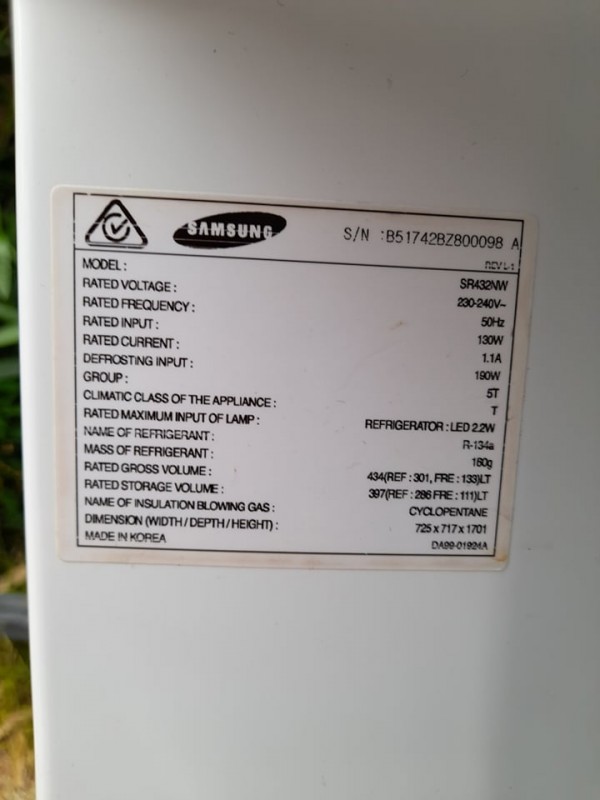 SAMSUNG S/N :B51742BZ800098 A
REV L :
MODEL : SR432NW
RATED VOLTAGE : 230-240V~
RATED FREQUENCY : 50Hz
RATED INPUT : 130W
RATED CURRENT : 1.1A
DEFROSTING INPUT : 190W
GROUP : 5T
CLIMATIC CLASS OF THE APPLIANCE : T
RATED MAXIMUM INPUT OF LAMP : REFRIGERATOR : LED 2.2W
NAME OF REFRIGERANT : R-134a
MASS OF REFRIGERANT : 160g
RATED GROSS VOLUME : 434(REF : 301, FRE : 133)LT
RATED STORAGE VOLUME : 397(REF : 286 FRE : 111)LT
NAME OF INSULATION BLOWING GAS : CYCLOPENTANE
DIMENSION (WIDTH / DEPTH / HEIGHT) : 725 x 717 x 1701
MADE IN KOREA DA99-01924A